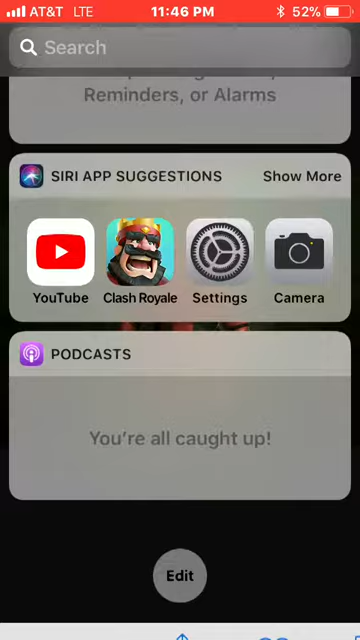 AT&T LTE 11:46 PM 52%
Search
Reminders, or Alarms
SIRI APP SUGGESTIONS Show More
YouTube Clash Royale Settings Camera
PODCASTS
You're all caught up!
Edit